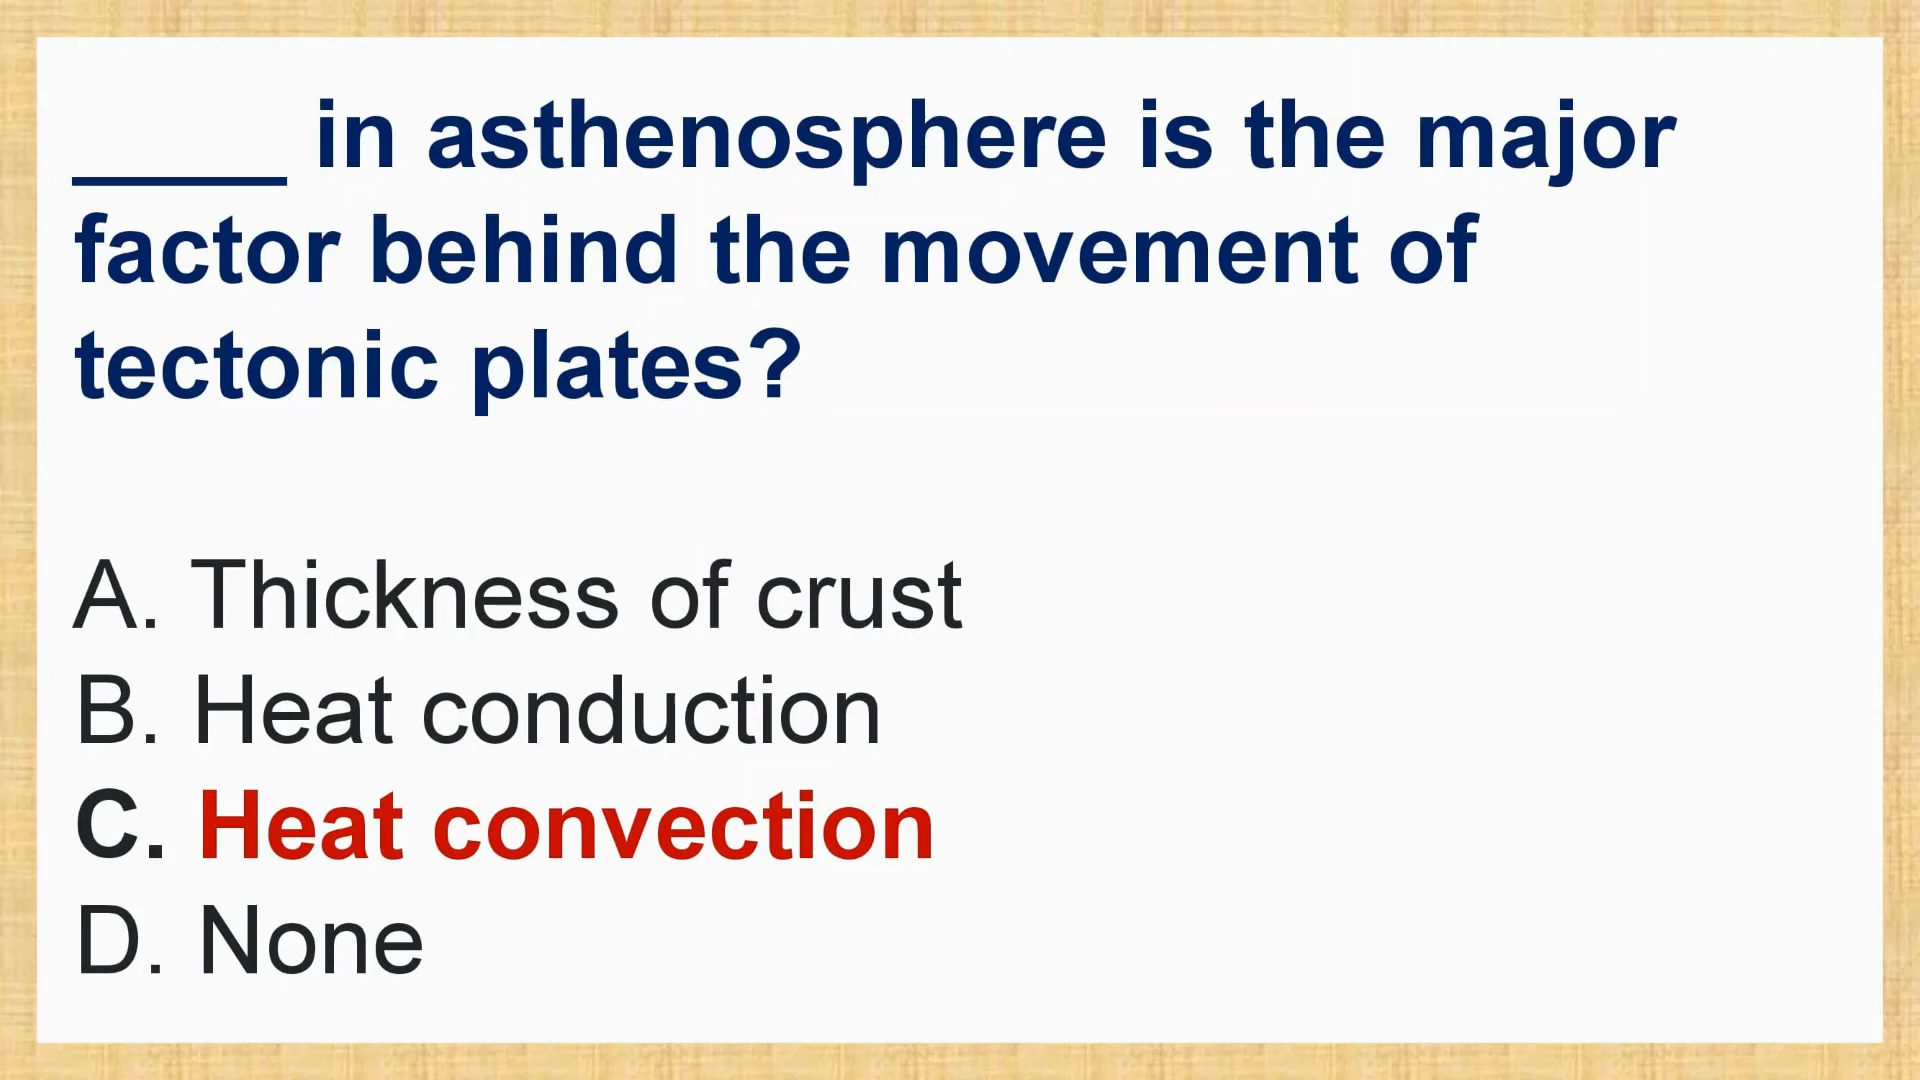 ____ in asthenosphere is the major
factor behind the movement of
tectonic plates?
A. Thickness of crust
B. Heat conduction
C. Heat convection
D. None